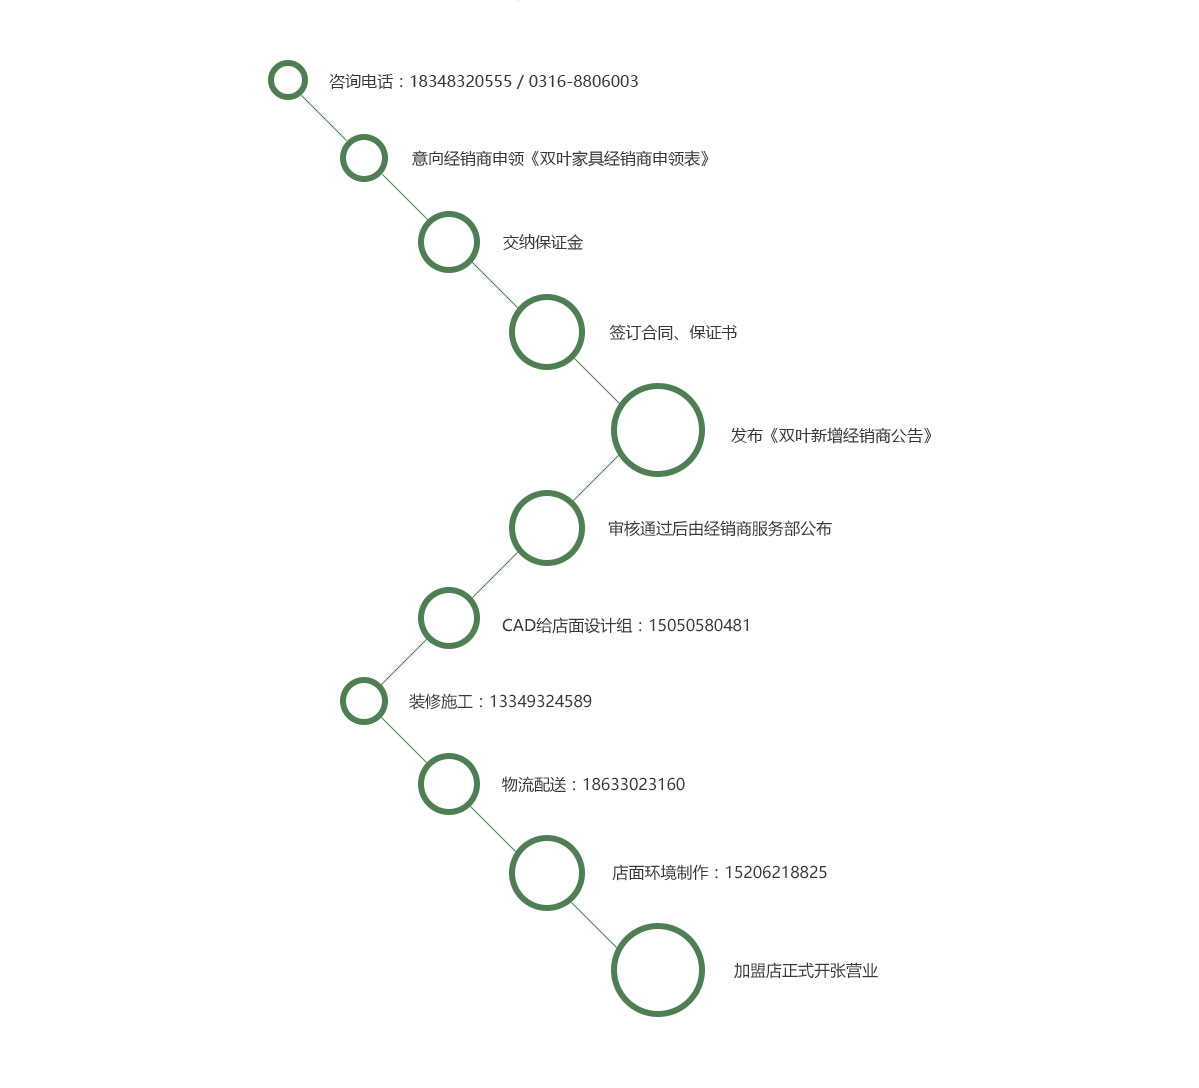 咨询电话：18348320555 / 0316-8806003
意向经销商申领《双叶家具经销商申领表》
交纳保证金
签订合同、保证书
发布《双叶新增经销商公告》
审核通过后由经销商服务部公布
CAD给店面设计组：15050580481
装修施工：13349324589
物流配送：18633023160
店面环境制作：15206218825
加盟店正式开张营业